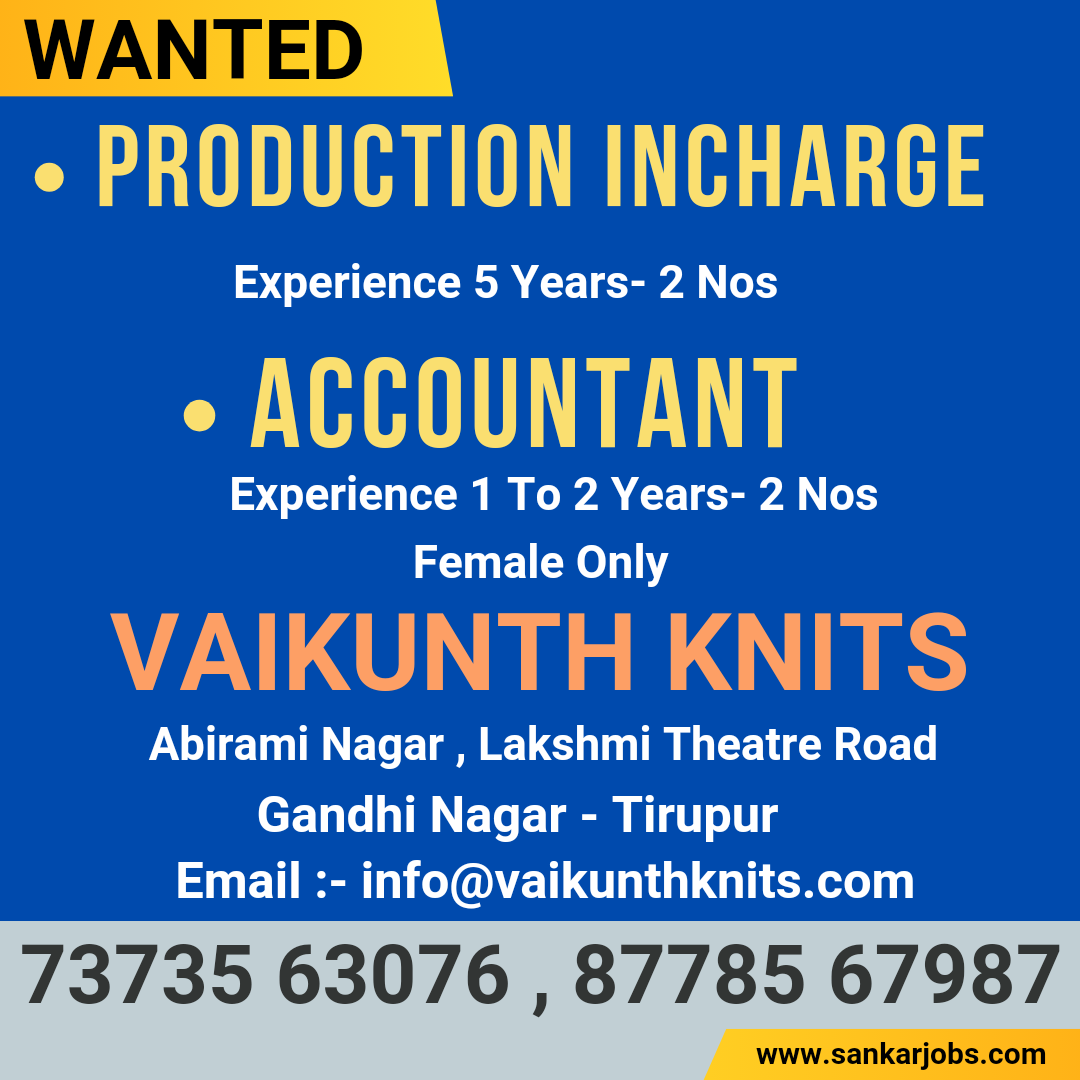 WANTED
• PRODUCTION INCHARGE
Experience 5 Years- 2 Nos
• ACCOUNTANT
Experience 1 To 2 Years- 2 Nos
Female Only
VAIKUNTH KNITS
Abirami Nagar , Lakshmi Theatre Road
Gandhi Nagar - Tirupur
Email :- info@vaikunthknits.com
73735 63076 , 87785 67987
www.sankarjobs.com